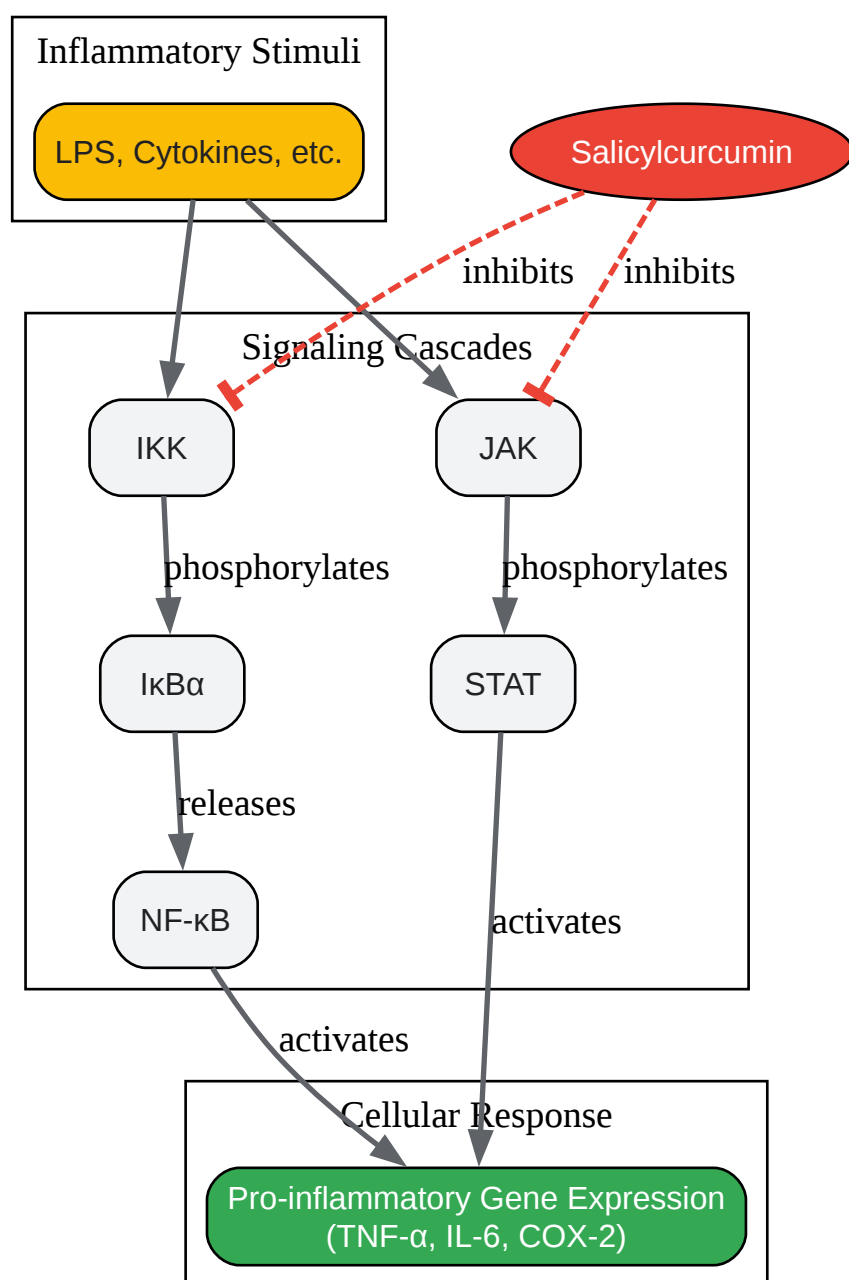 Inflammatory Stimuli
LPS, Cytokines, etc.
Salicylcurcumin
inhibits
inhibits
Signaling Cascades
IKK
JAK
phosphorylates
phosphorylates
IκBα
STAT
releases
NF-κB
activates
activates
Cellular Response
Pro-inflammatory Gene Expression
(TNF-α, IL-6, COX-2)